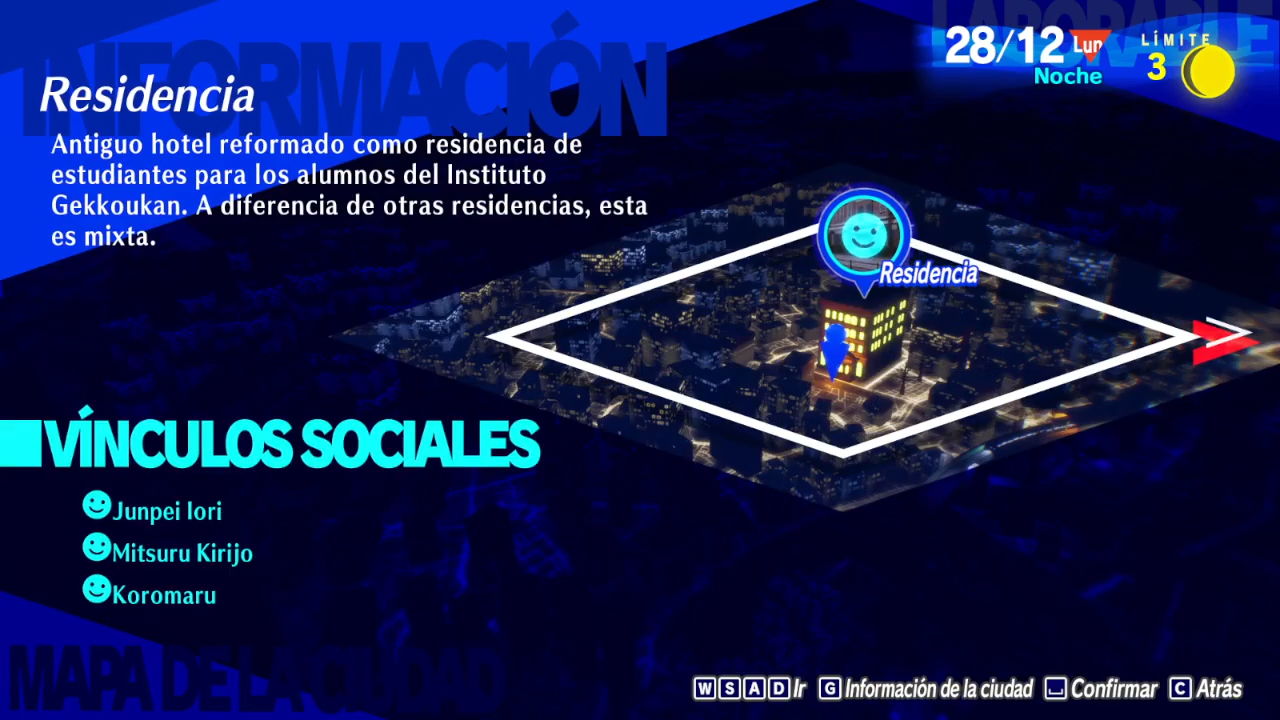 INFORMACIÓN
LABORABLE
28/12 Lun
Noche
LÍMITE
3
Residencia
Antiguo hotel reformado como residencia de
estudiantes para los alumnos del Instituto
Gekkoukan. A diferencia de otras residencias, esta
es mixta.
Residencia
VÍNCULOS SOCIALES
Junpei Iori
Mitsuru Kirijo
Koromaru
MAPA DE LA CIUDAD
W S A D Ir G Información de la ciudad Confirmar C Atrás